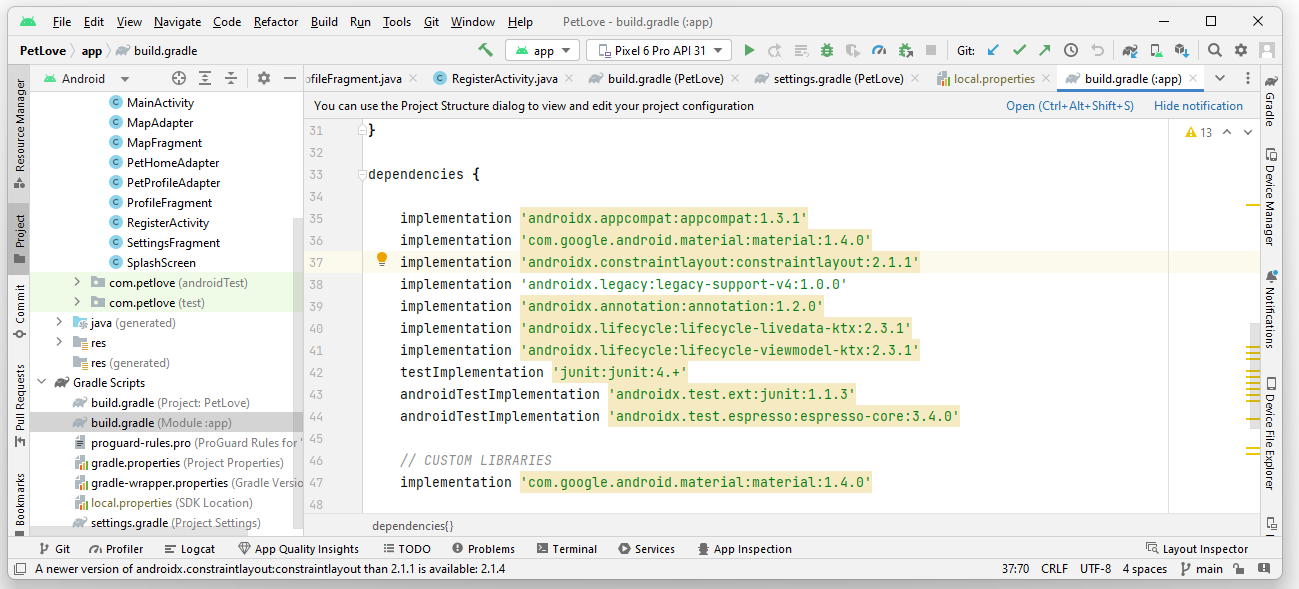 File Edit View Navigate Code Refactor Build Run Tools Git Window Help PetLove - build.gradle (:app)
PetLove app build.gradle app Pixel 6 Pro API 31 Git:
Android ofileFragment.java RegisterActivity.java build.gradle (PetLove) settings.gradle (PetLove) local.properties build.gradle (:app)
You can use the Project Structure dialog to view and edit your project configuration Open (Ctrl+Alt+Shift+S) Hide notification
Resource Manager
Project
Commit
Pull Requests
Bookmarks
MainActivity
MapAdapter
MapFragment
PetHomeAdapter
PetProfileAdapter
ProfileFragment
RegisterActivity
SettingsFragment
SplashScreen
com.petlove (androidTest)
com.petlove (test)
java (generated)
res
res (generated)
Gradle Scripts
build.gradle (Project: PetLove)
build.gradle (Module :app)
proguard-rules.pro (ProGuard Rules for "
gradle.properties (Project Properties)
gradle-wrapper.properties (Gradle Versio
local.properties (SDK Location)
settings.gradle (Project Settings)
13
31 }
32
33 dependencies {
34
35 implementation 'androidx.appcompat:appcompat:1.3.1'
36 implementation 'com.google.android.material:material:1.4.0'
37 implementation 'androidx.constraintlayout:constraintlayout:2.1.1'
38 implementation 'androidx.legacy:legacy-support-v4:1.0.0'
39 implementation 'androidx.annotation:annotation:1.2.0'
40 implementation 'androidx.lifecycle:lifecycle-livedata-ktx:2.3.1'
41 implementation 'androidx.lifecycle:lifecycle-viewmodel-ktx:2.3.1'
42 testImplementation 'junit:junit:4.+'
43 androidTestImplementation 'androidx.test.ext:junit:1.1.3'
44 androidTestImplementation 'androidx.test.espresso:espresso-core:3.4.0'
45
46 // CUSTOM LIBRARIES
47 implementation 'com.google.android.material:material:1.4.0'
48
dependencies{}
Gradle
Device Manager
Notifications
Device File Explorer
Git Profiler Logcat App Quality Insights TODO Problems Terminal Services App Inspection Layout Inspector
A newer version of androidx.constraintlayout:constraintlayout than 2.1.1 is available: 2.1.4 37:70 CRLF UTF-8 4 spaces main